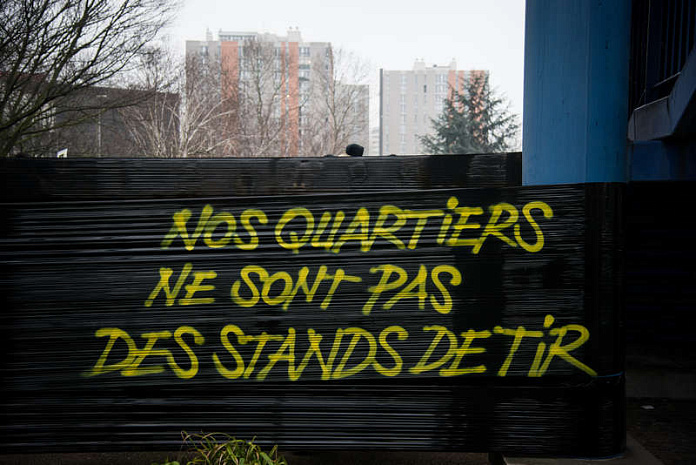 NOS QUARTiERS
NE SONT PAS
DES STANDS DE TiR